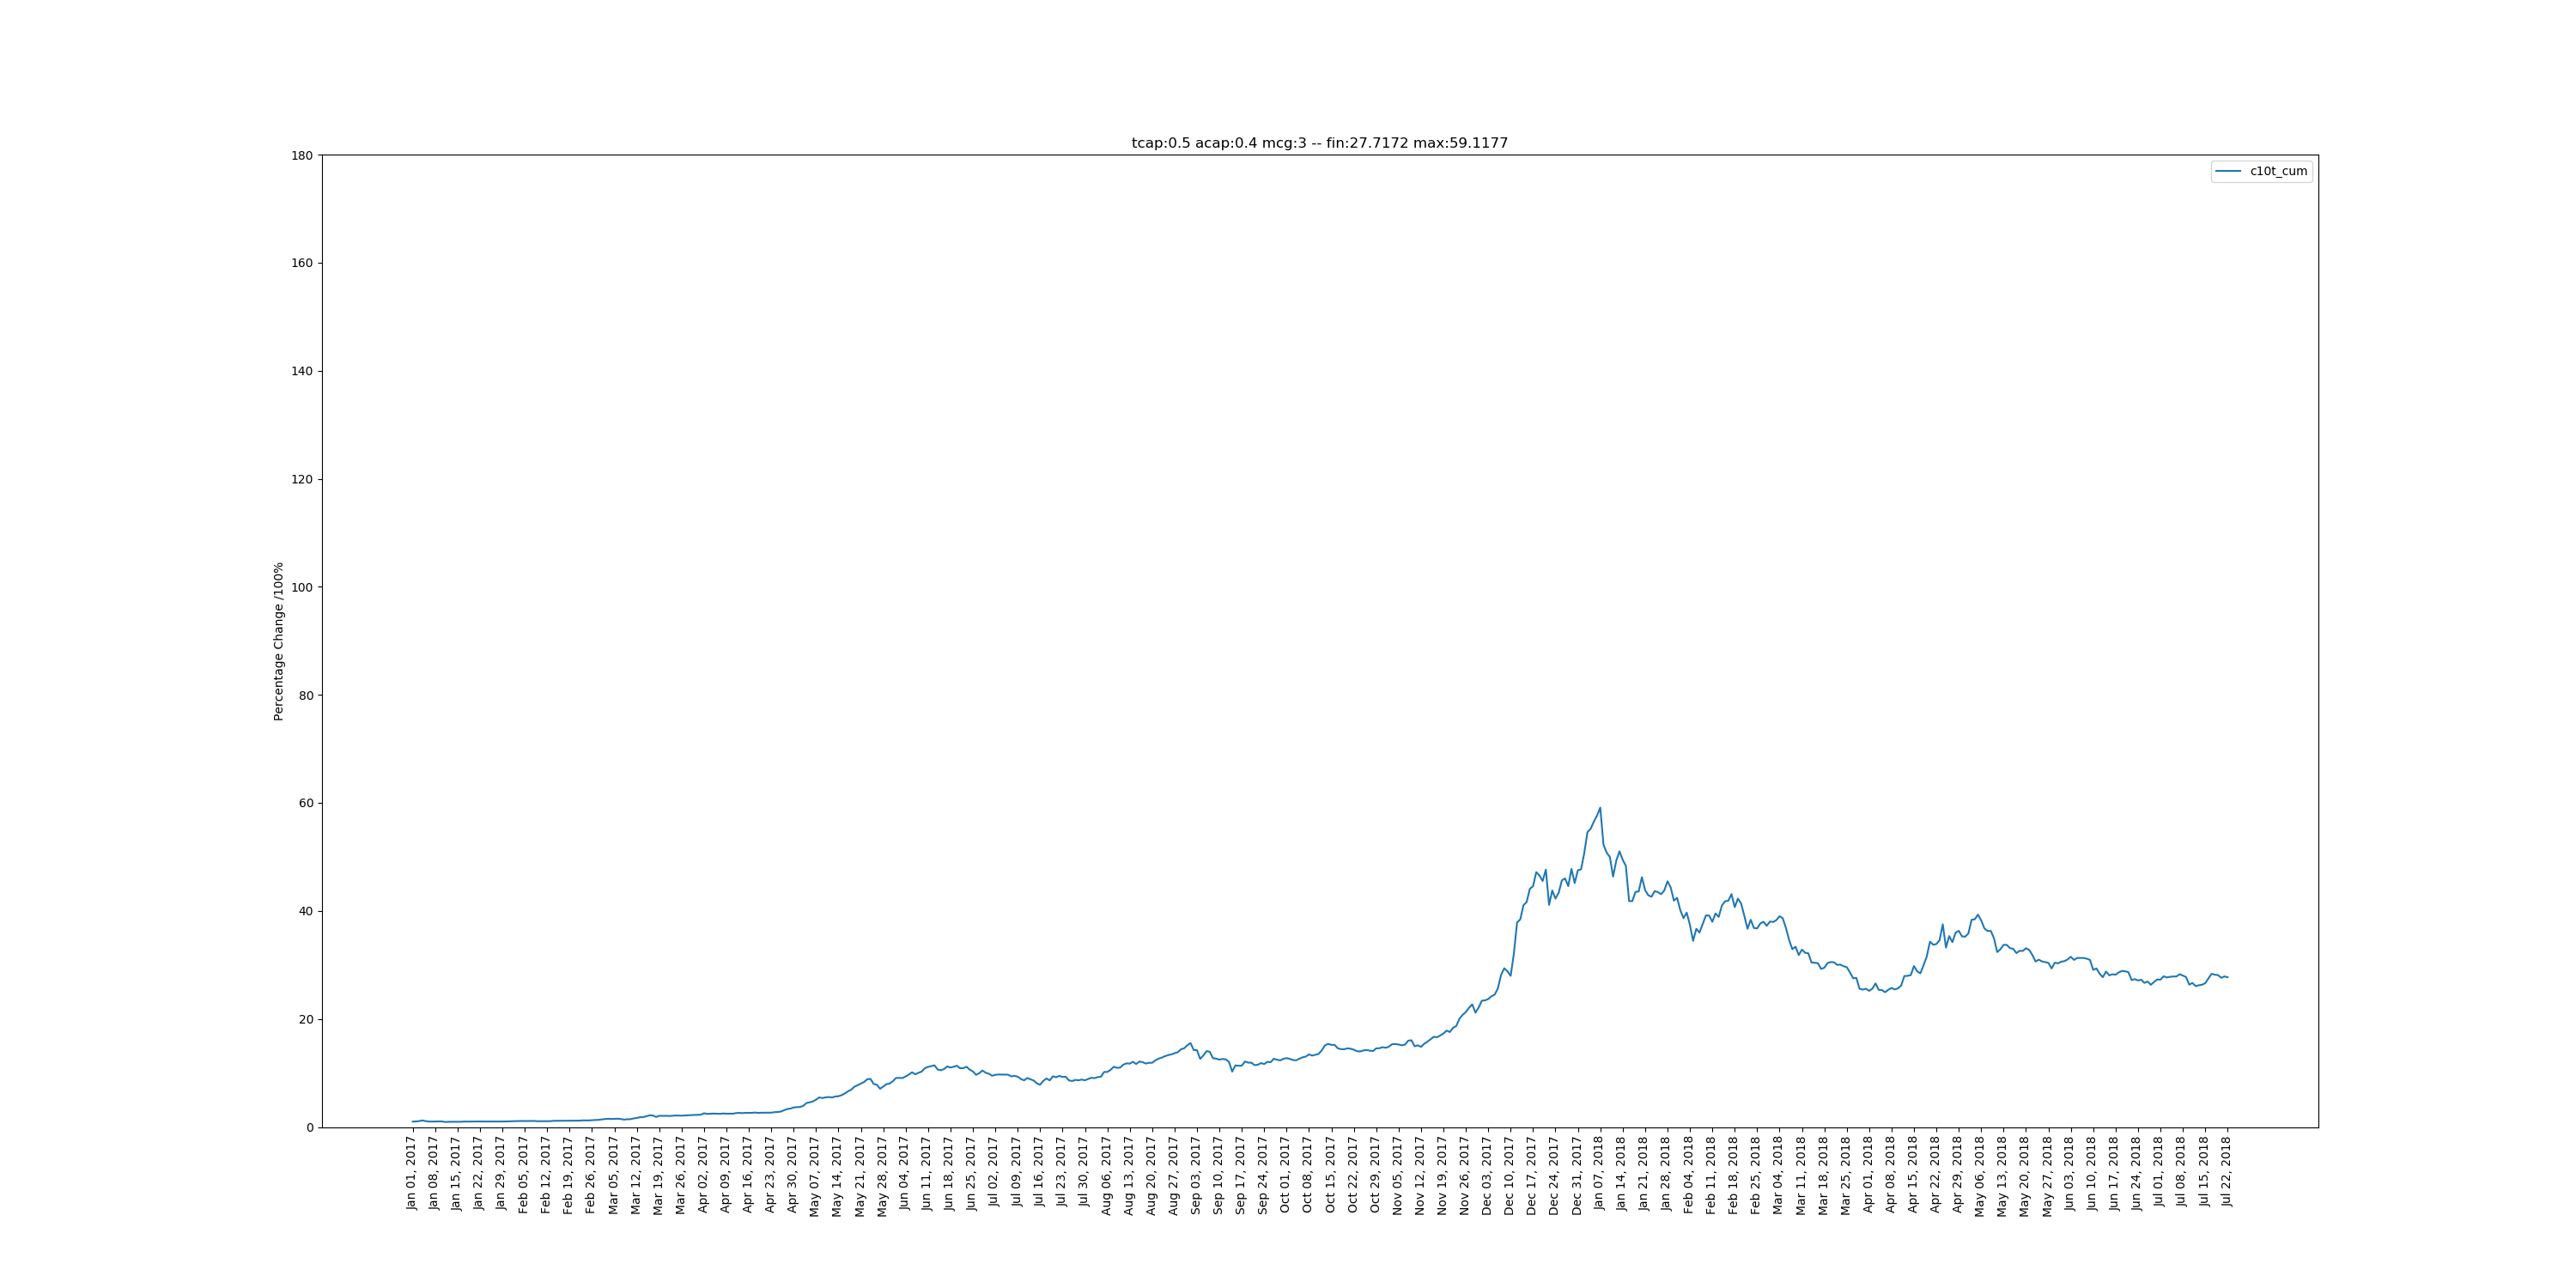 tcap:0.5 acap:0.4 mcg:3 -- fin:27.7172 max:59.1177
c10t_cum
Percentage Change /100%
180
160
140
120
100
80
60
40
20
0
Jan 01, 2017
Jan 08, 2017
Jan 15, 2017
Jan 22, 2017
Jan 29, 2017
Feb 05, 2017
Feb 12, 2017
Feb 19, 2017
Feb 26, 2017
Mar 05, 2017
Mar 12, 2017
Mar 19, 2017
Mar 26, 2017
Apr 02, 2017
Apr 09, 2017
Apr 16, 2017
Apr 23, 2017
Apr 30, 2017
May 07, 2017
May 14, 2017
May 21, 2017
May 28, 2017
Jun 04, 2017
Jun 11, 2017
Jun 18, 2017
Jun 25, 2017
Jul 02, 2017
Jul 09, 2017
Jul 16, 2017
Jul 23, 2017
Jul 30, 2017
Aug 06, 2017
Aug 13, 2017
Aug 20, 2017
Aug 27, 2017
Sep 03, 2017
Sep 10, 2017
Sep 17, 2017
Sep 24, 2017
Oct 01, 2017
Oct 08, 2017
Oct 15, 2017
Oct 22, 2017
Oct 29, 2017
Nov 05, 2017
Nov 12, 2017
Nov 19, 2017
Nov 26, 2017
Dec 03, 2017
Dec 10, 2017
Dec 17, 2017
Dec 24, 2017
Dec 31, 2017
Jan 07, 2018
Jan 14, 2018
Jan 21, 2018
Jan 28, 2018
Feb 04, 2018
Feb 11, 2018
Feb 18, 2018
Feb 25, 2018
Mar 04, 2018
Mar 11, 2018
Mar 18, 2018
Mar 25, 2018
Apr 01, 2018
Apr 08, 2018
Apr 15, 2018
Apr 22, 2018
Apr 29, 2018
May 06, 2018
May 13, 2018
May 20, 2018
May 27, 2018
Jun 03, 2018
Jun 10, 2018
Jun 17, 2018
Jun 24, 2018
Jul 01, 2018
Jul 08, 2018
Jul 15, 2018
Jul 22, 2018